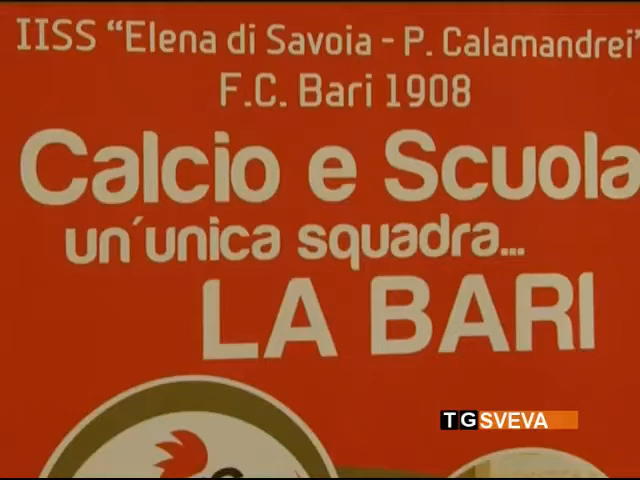 IISS “Elena di Savoia - P. Calamandrei”
F.C. Bari 1908
Calcio e Scuola
un´unica squadra...
LA BARI
TGSVEVA